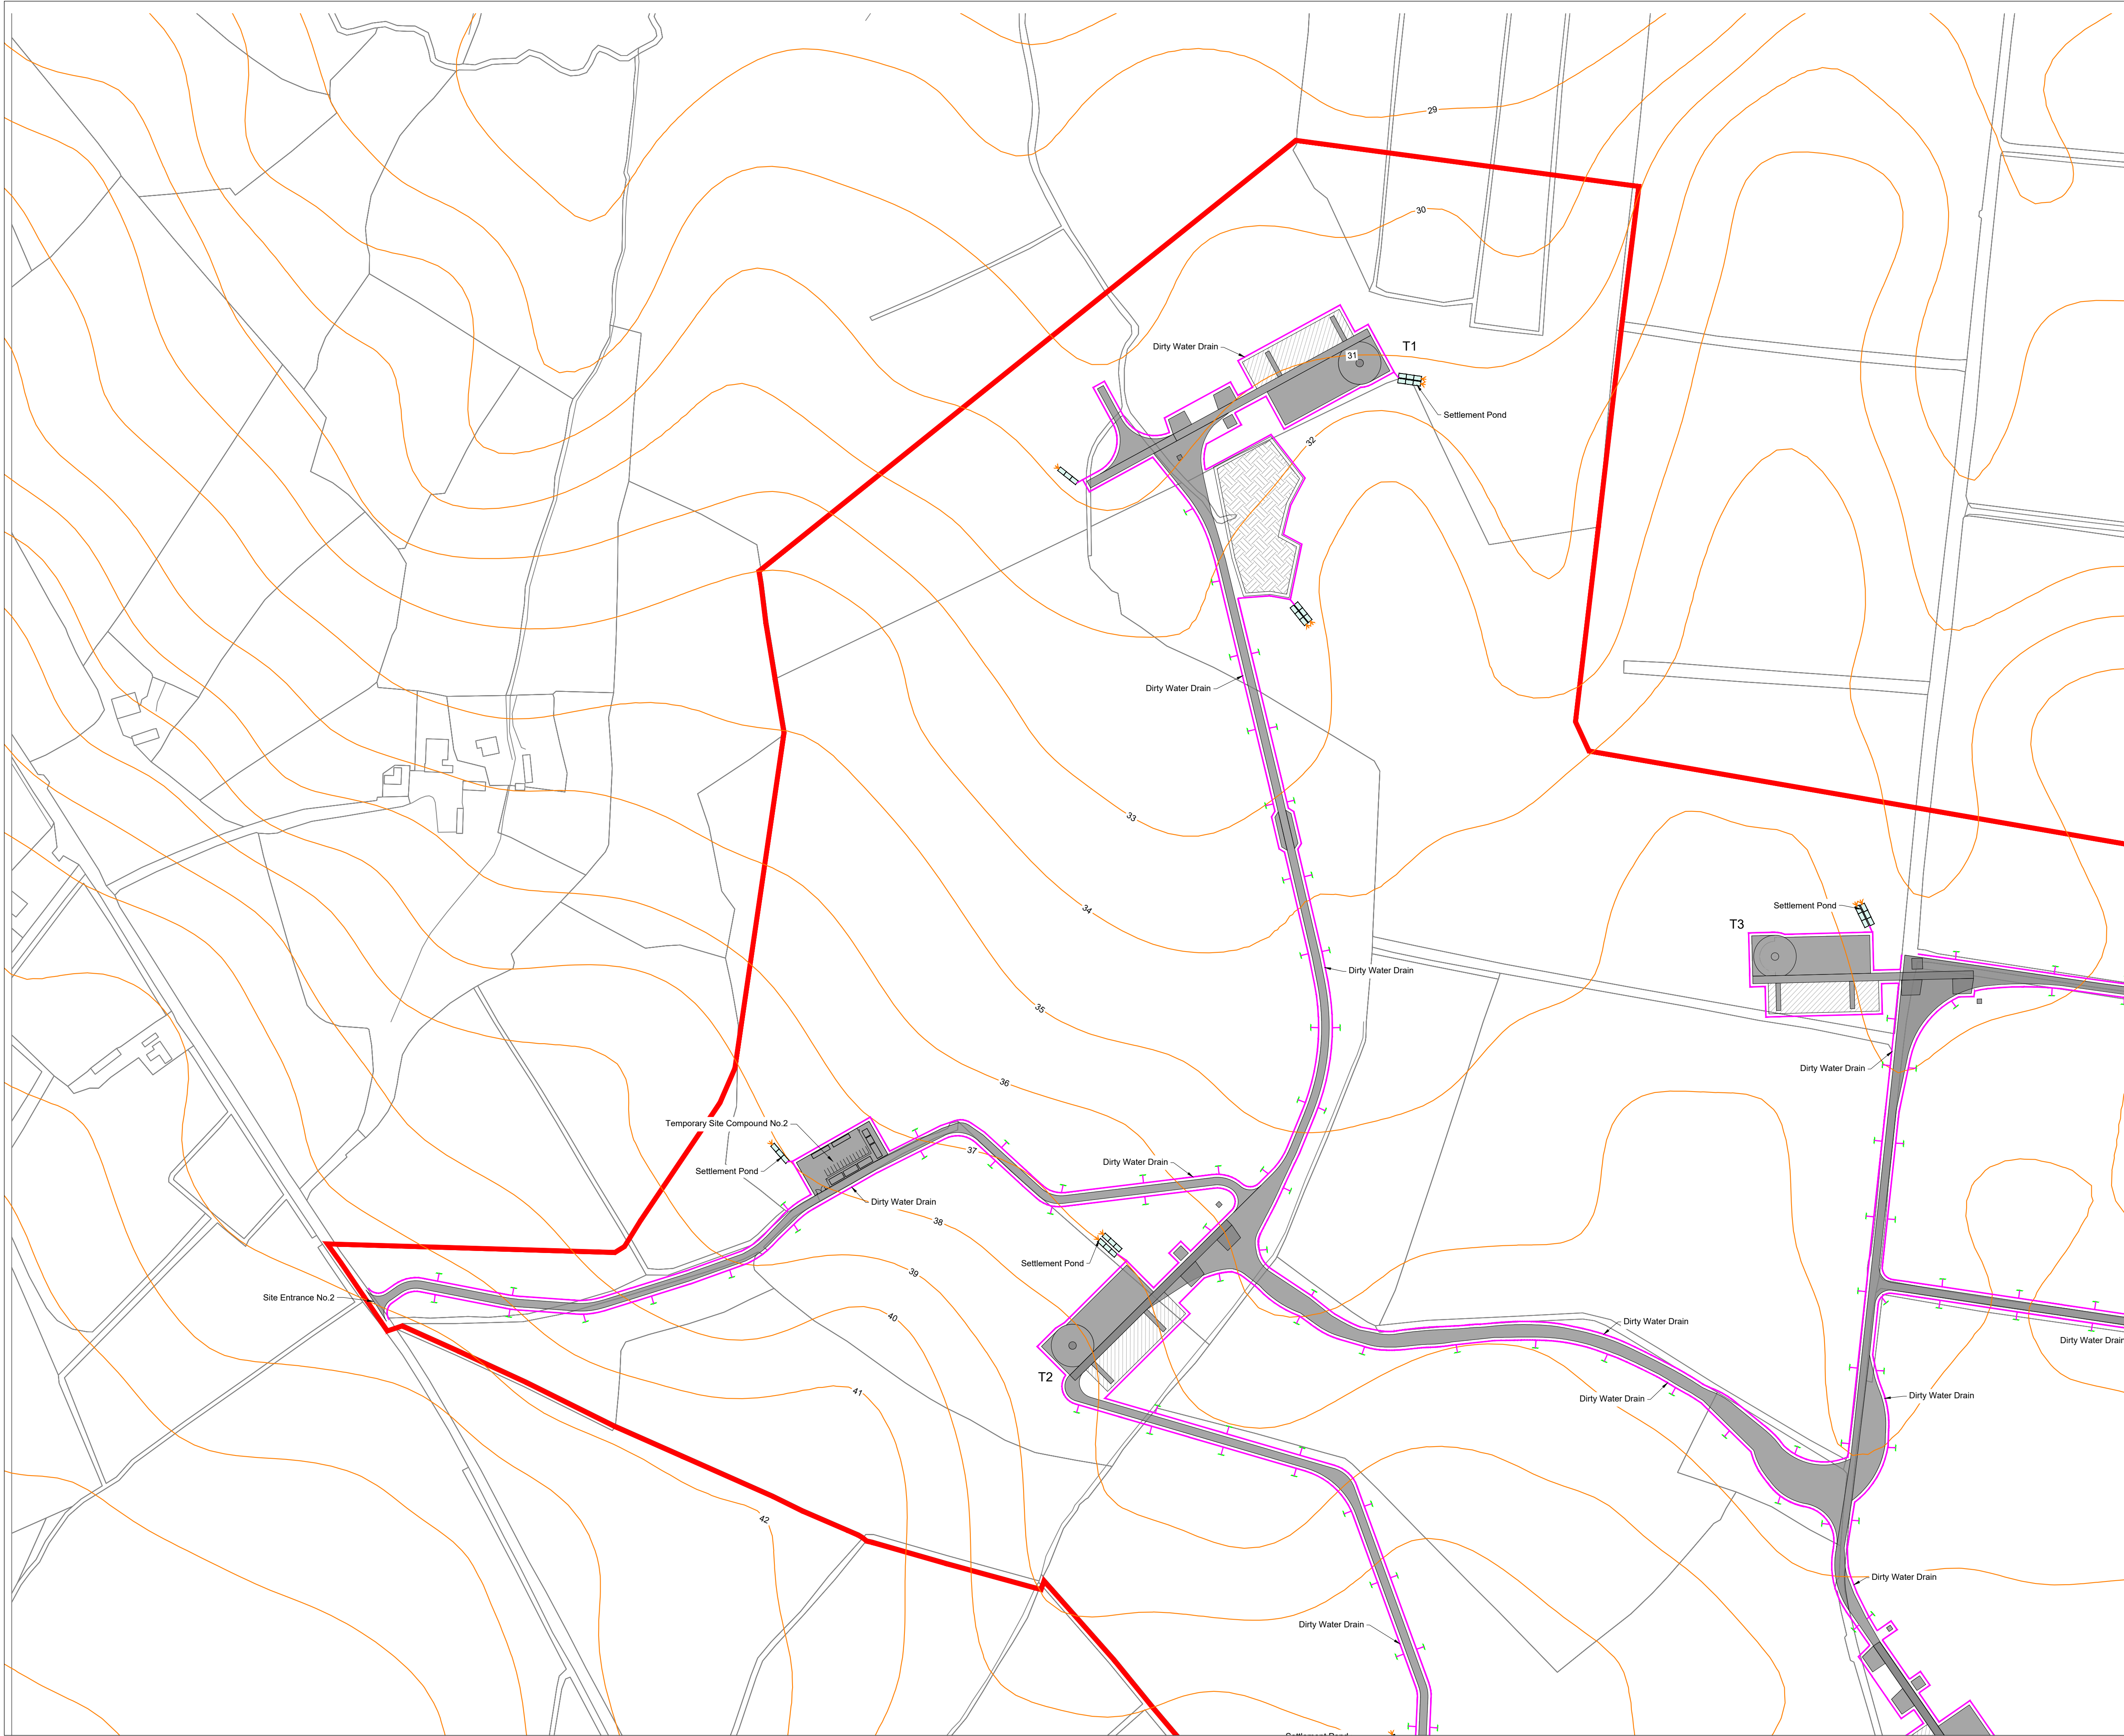 29
30
Dirty Water Drain
T1
31
Settlement Pond
32
Dirty Water Drain
33
34
Settlement Pond
T3
Dirty Water Drain
35
Dirty Water Drain
36
Temporary Site Compound No.2
37
Dirty Water Drain
Settlement Pond
Dirty Water Drain
38
Settlement Pond
39
Site Entrance No.2
40
Dirty Water Drain
Dirty Water Drain
T2
41
Dirty Water Drain
Dirty Water Drain
42
Dirty Water Drain
Dirty Water Drain